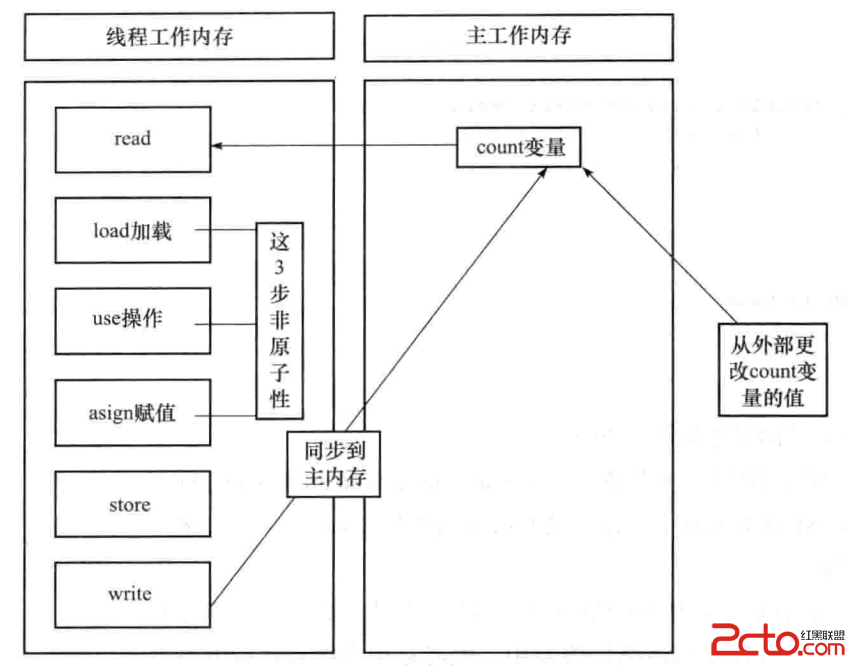 线程工作内存
主工作内存
read
count变量
load加载
use操作
asign赋值
store
write
这
3
步
非
原
子
性
同步到
主内存
从外部更
改count变
量的值
2cto.com
红黑联盟